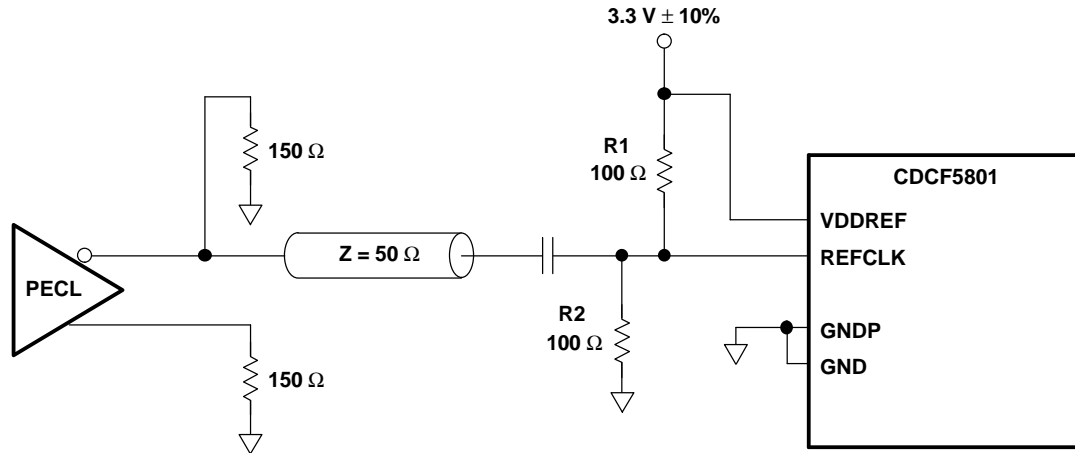 3.3 V ± 10%
150 Ω
R1
100 Ω
CDCF5801
VDDREF
Z = 50 Ω
REFCLK
PECL
R2
100 Ω
GNDP
GND
150 Ω